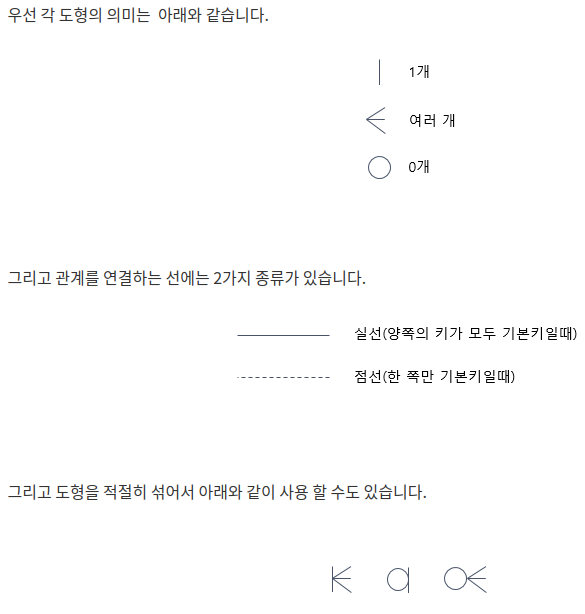 우선 각 도형의 의미는 아래와 같습니다.
1개
여러 개
0개
그리고 관계를 연결하는 선에는 2가지 종류가 있습니다.
실선(양쪽의 키가 모두 기본키일때)
점선(한 쪽만 기본키일때)
그리고 도형을 적절히 섞어서 아래와 같이 사용 할 수도 있습니다.